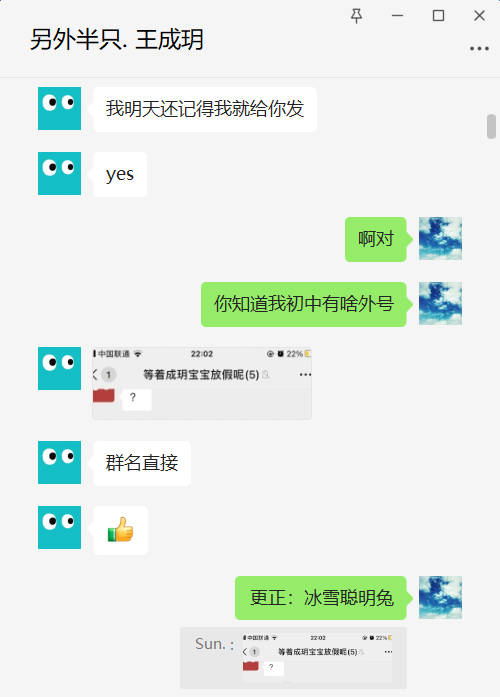 另外半只. 王成玥
我明天还记得我就给你发
yes
啊对
你知道我初中有啥外号
中国联通 22:02 22%
1 等着成玥宝宝放假呢(5)
?
群名直接
更正：冰雪聪明兔
Sun. :
中国联通 22:02 22%
1 等着成玥宝宝放假呢(5)
?